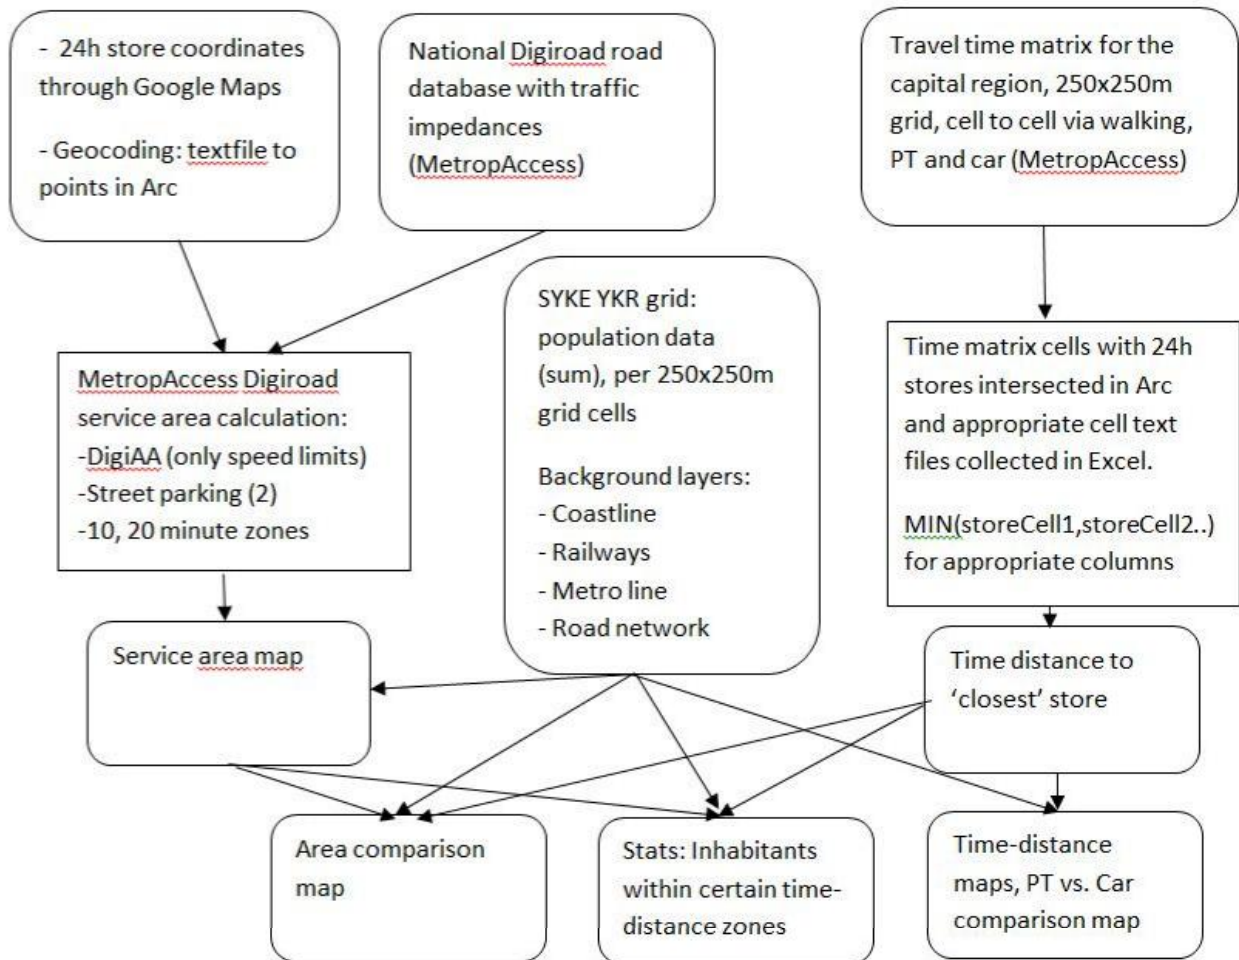 - 24h store coordinates
through Google Maps
- Geocoding: textfile to
points in Arc
National Digiroad road
database with traffic
impedances
(MetropAccess)
Travel time matrix for the
capital region, 250x250m
grid, cell to cell via walking,
PT and car (MetropAccess)
SYKE YKR grid:
population data
(sum), per 250x250m
grid cells
Background layers:
- Coastline
- Railways
- Metro line
- Road network
MetropAccess Digiroad
service area calculation:
-DigiAA (only speed limits)
-Street parking (2)
-10, 20 minute zones
Time matrix cells with 24h
stores intersected in Arc
and appropriate cell text
files collected in Excel.
MIN(storeCell1,storeCell2..)
for appropriate columns
Service area map
Time distance to
‘closest’ store
Area comparison
map
Stats: Inhabitants
within certain time-
distance zones
Time-distance
maps, PT vs. Car
comparison map